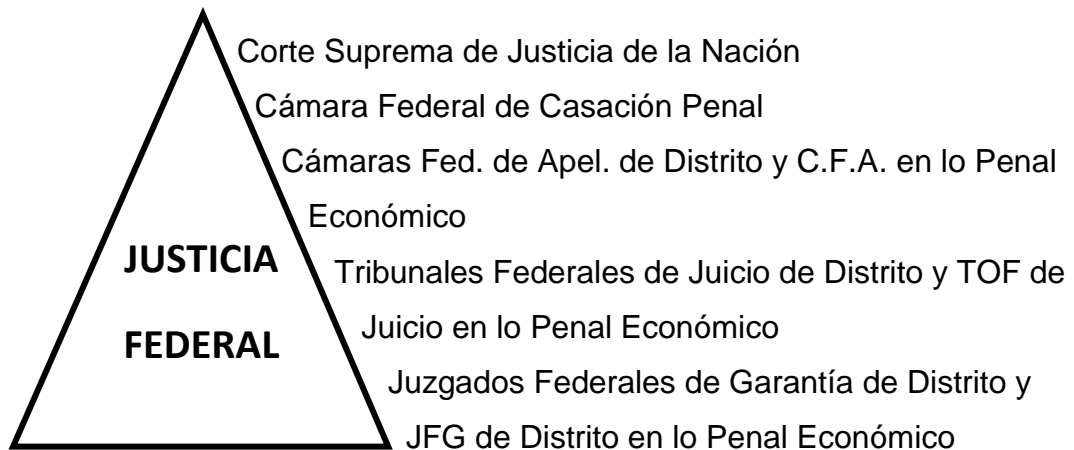 Corte Suprema de Justicia de la Nación
Cámara Federal de Casación Penal
Cámaras Fed. de Apel. de Distrito y C.F.A. en lo Penal
Económico
JUSTICIA
FEDERAL
Tribunales Federales de Juicio de Distrito y TOF de
Juicio en lo Penal Económico
Juzgados Federales de Garantía de Distrito y
JFG de Distrito en lo Penal Económico